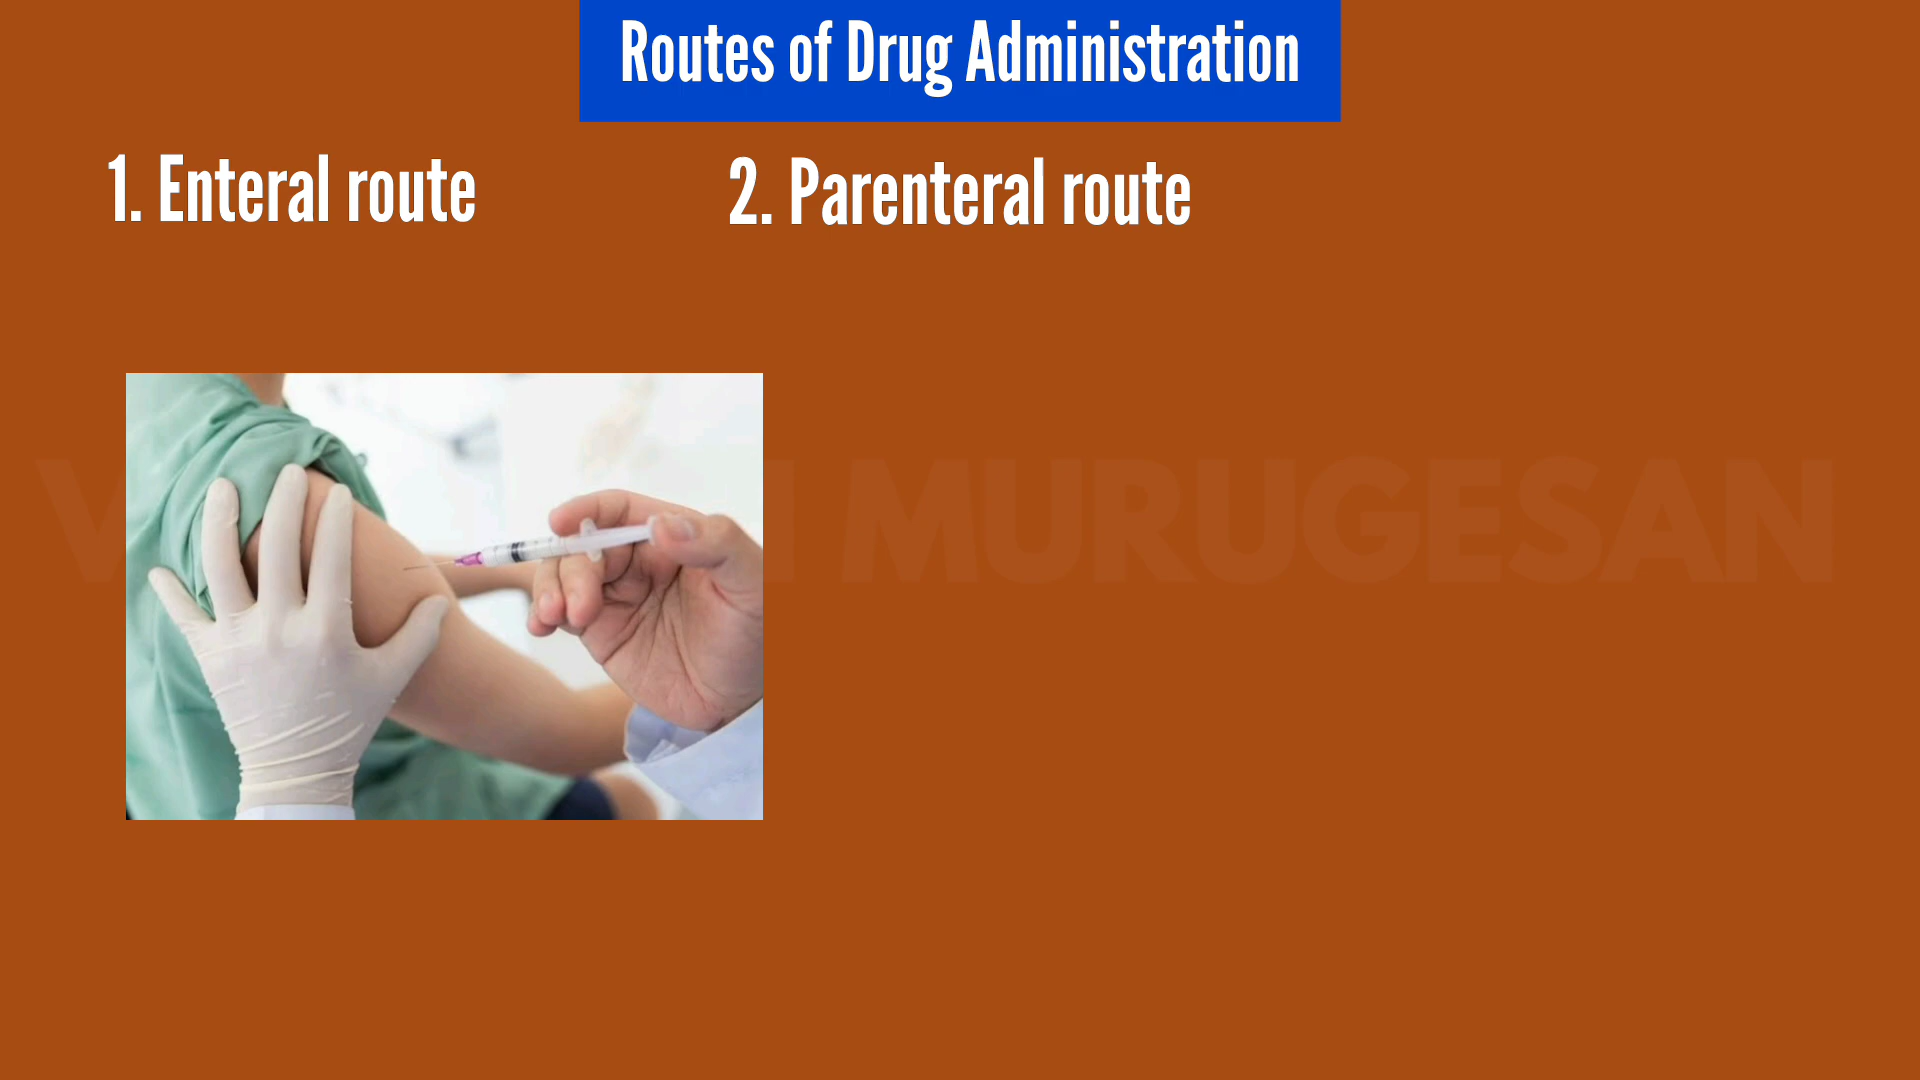 Routes of Drug Administration
1. Enteral route
2. Parenteral route
MURUGESAN